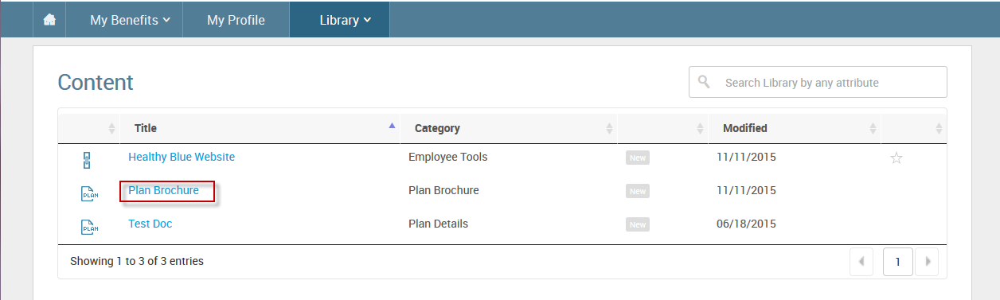 My Benefits My Profile Library
Content
Search Library by any attribute
Title Category Modified
Healthy Blue Website Employee Tools New 11/11/2015
PLAN Plan Brochure Plan Brochure New 11/11/2015
PLAN Test Doc Plan Details New 06/18/2015
Showing 1 to 3 of 3 entries 1